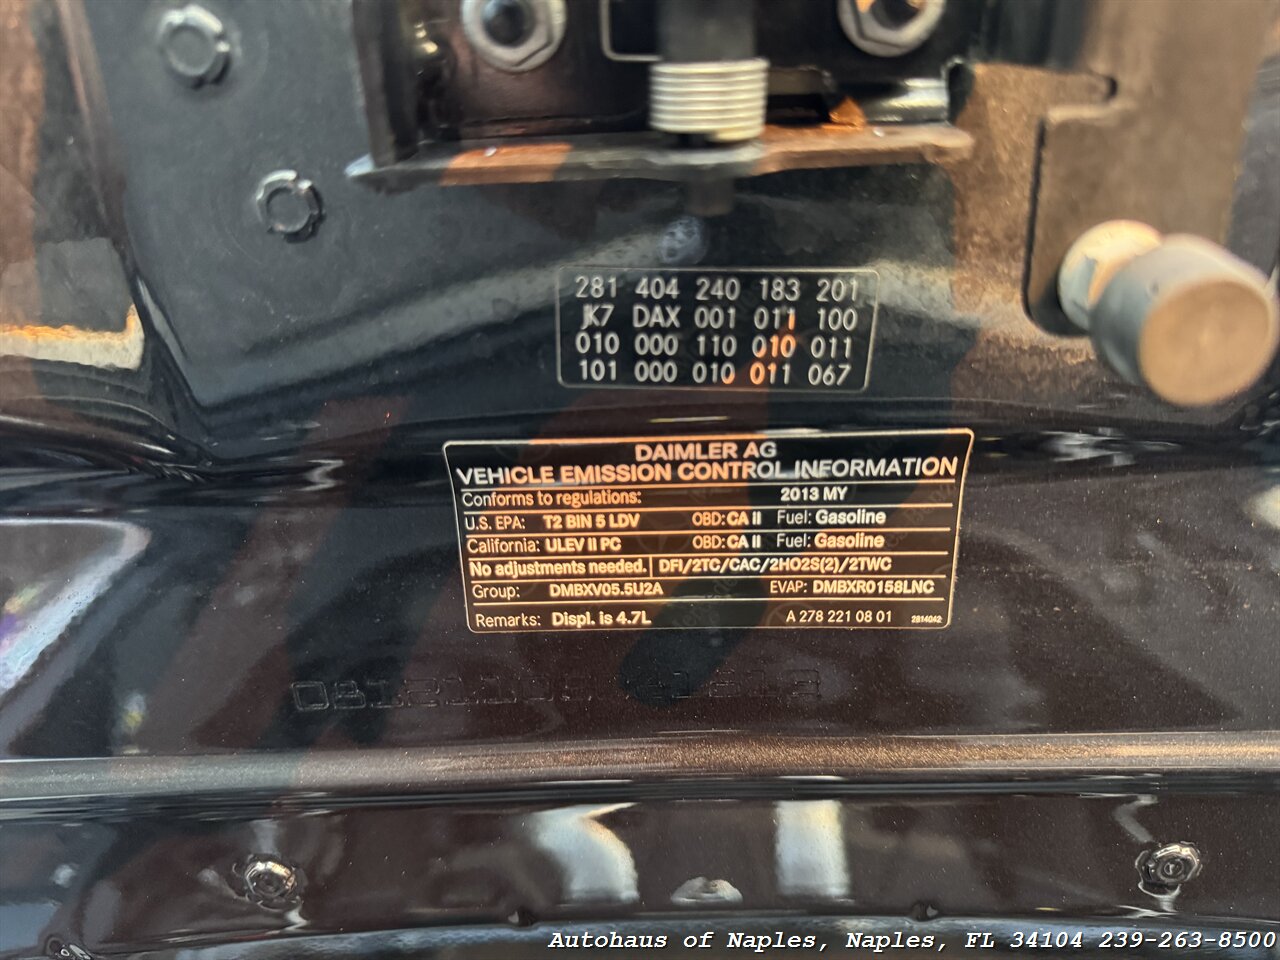 281 404 240 183 201
JK7 DAX 001 011 100
010 000 110 010 011
101 000 010 011 067
DAIMLER AG
VEHICLE EMISSION CONTROL INFORMATION
Conforms to regulations: 2013 MY
U.S. EPA: T2 BIN 5 LDV OBD: CA II Fuel: Gasoline
California: ULEV II PC OBD: CA II Fuel: Gasoline
No adjustments needed. DFI/2TC/CAC/2HO2S(2)/2TWC
Group: DMBXV05.5U2A EVAP: DMBXR0158LNC
Remarks: Displ. is 4.7L A 278 221 08 01 2814042
Autohaus of Naples, Naples, FL 34104 239-263-8500